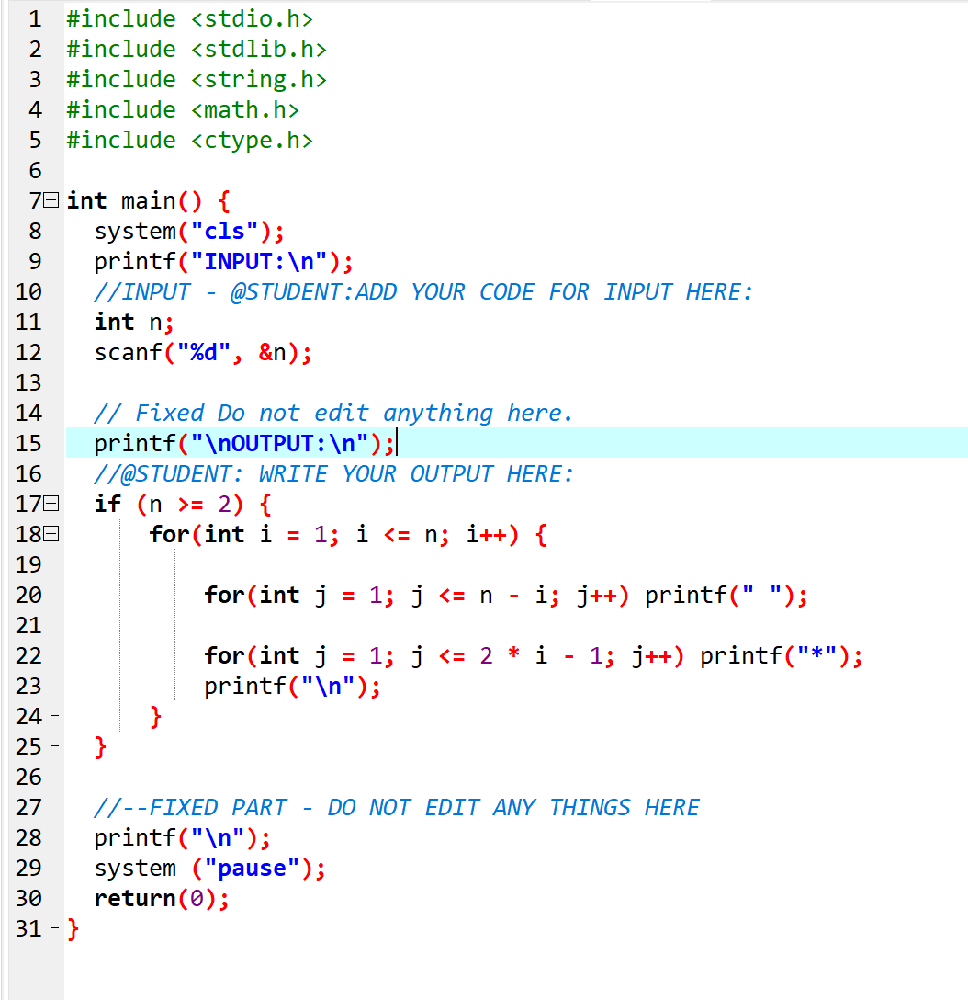 1 #include <stdio.h>
2 #include <stdlib.h>
3 #include <string.h>
4 #include <math.h>
5 #include <ctype.h>
6
7 int main() {
8   system("cls");
9   printf("INPUT:\n");
10   //INPUT - @STUDENT:ADD YOUR CODE FOR INPUT HERE:
11   int n;
12   scanf("%d", &n);
13
14   // Fixed Do not edit anything here.
15   printf("\nOUTPUT:\n");
16   //@STUDENT: WRITE YOUR OUTPUT HERE:
17   if (n >= 2) {
18       for(int i = 1; i <= n; i++) {
19
20           for(int j = 1; j <= n - i; j++) printf(" ");
21
22           for(int j = 1; j <= 2 * i - 1; j++) printf("*");
23           printf("\n");
24       }
25   }
26
27   //--FIXED PART - DO NOT EDIT ANY THINGS HERE
28   printf("\n");
29   system ("pause");
30   return(0);
31 }